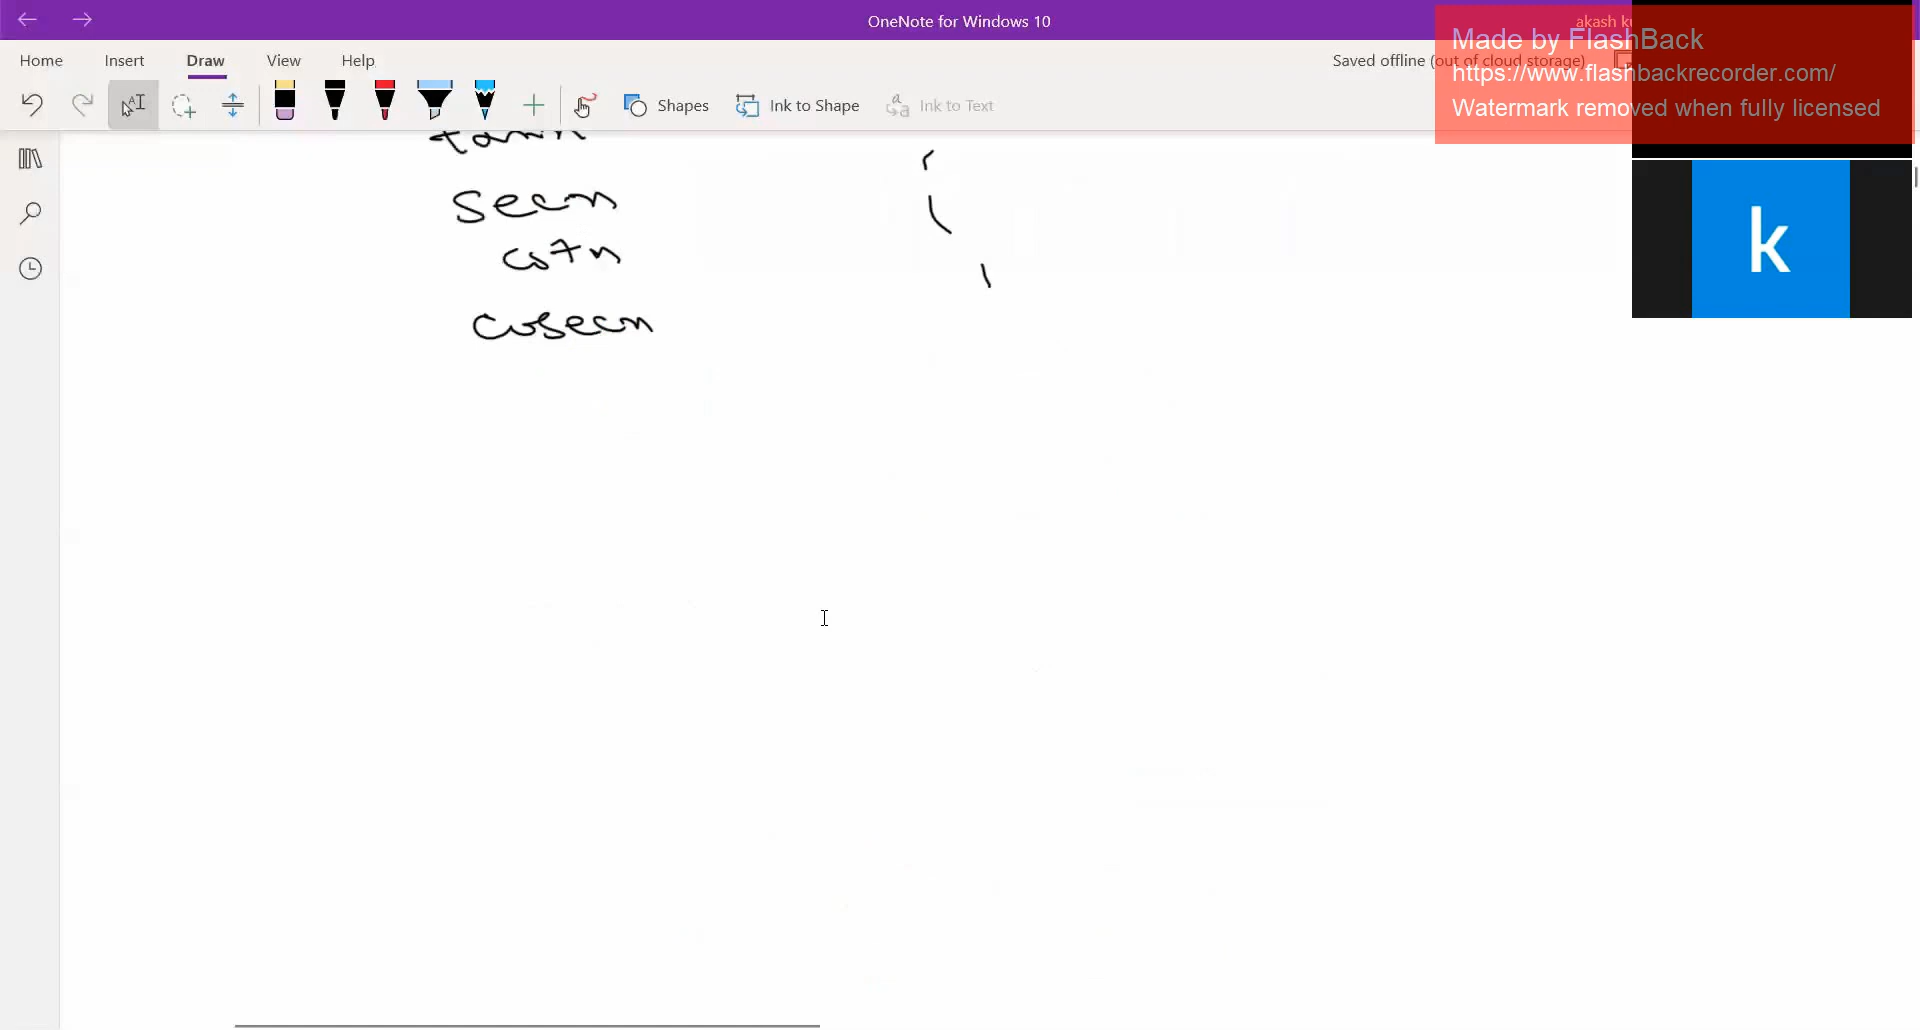 OneNote for Windows 10
akash ku
Made by FlashBack
https://www.flashbackrecorder.com/
Watermark removed when fully licensed
Home Insert Draw View Help
Saved offline (out of cloud storage)
Shapes Ink to Shape Ink to Text
tanx
secx
cotx
cosecx
k